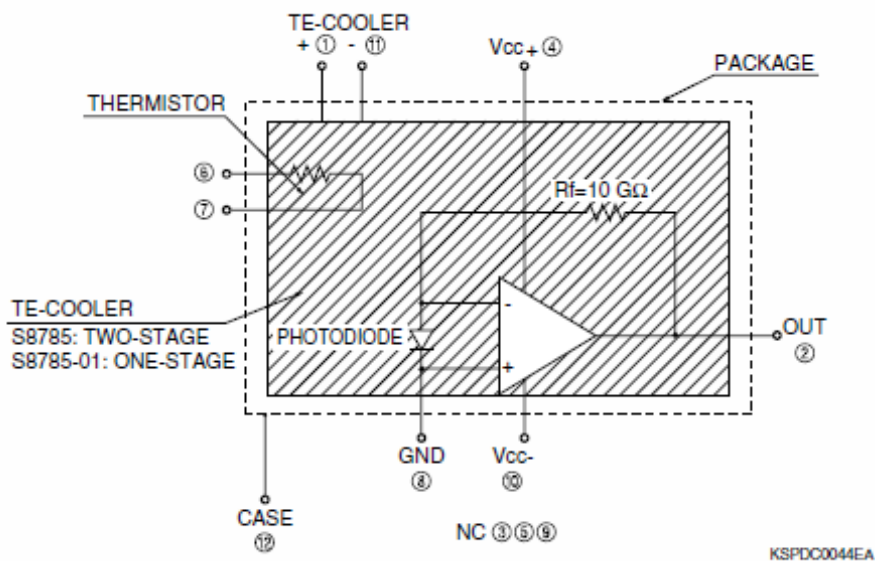 TE-COOLER
+ ① - ⑪
Vcc+ ④
PACKAGE
THERMISTOR
⑥
⑦
Rf=10 GΩ
TE-COOLER
S8785: TWO-STAGE
S8785-01: ONE-STAGE
PHOTODIODE
-
+
OUT
②
GND
⑧
Vcc-
⑩
CASE
⑫
NC ③⑤⑨
KSPDC0044EA